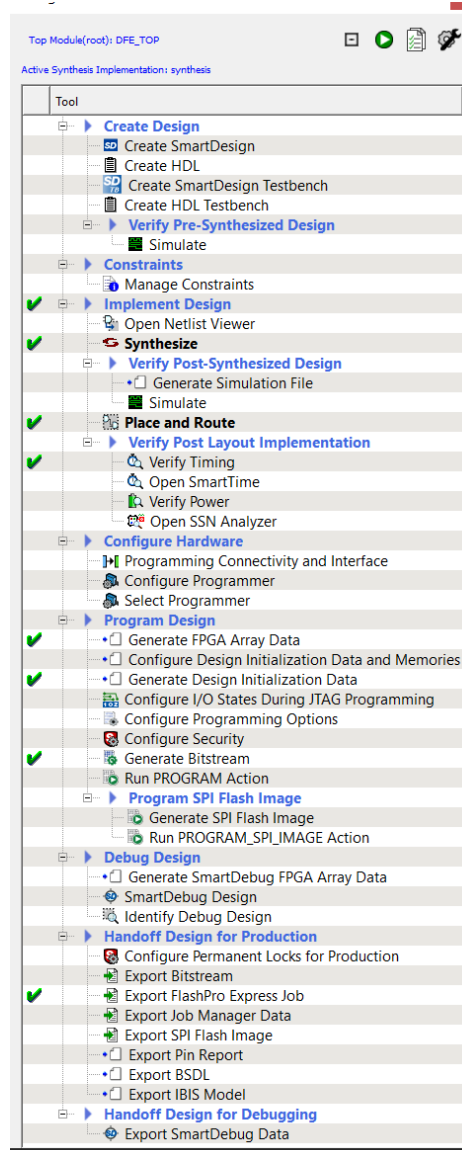 Top Module(root): DFE_TOP
Active Synthesis Implementation: synthesis
Tool
Create Design
SD Create SmartDesign
Create HDL
SD TB Create SmartDesign Testbench
Create HDL Testbench
Verify Pre-Synthesized Design
Simulate
Constraints
Manage Constraints
Implement Design
Open Netlist Viewer
Synthesize
Verify Post-Synthesized Design
Generate Simulation File
Simulate
Place and Route
Verify Post Layout Implementation
Verify Timing
Open SmartTime
Verify Power
Open SSN Analyzer
Configure Hardware
Programming Connectivity and Interface
Configure Programmer
Select Programmer
Program Design
Generate FPGA Array Data
Configure Design Initialization Data and Memories
Generate Design Initialization Data
Configure I/O States During JTAG Programming
Configure Programming Options
Configure Security
Generate Bitstream
Run PROGRAM Action
Program SPI Flash Image
Generate SPI Flash Image
Run PROGRAM_SPI_IMAGE Action
Debug Design
Generate SmartDebug FPGA Array Data
SmartDebug Design
Identify Debug Design
Handoff Design for Production
Configure Permanent Locks for Production
Export Bitstream
Export FlashPro Express Job
Export Job Manager Data
Export SPI Flash Image
Export Pin Report
Export BSDL
Export IBIS Model
Handoff Design for Debugging
Export SmartDebug Data